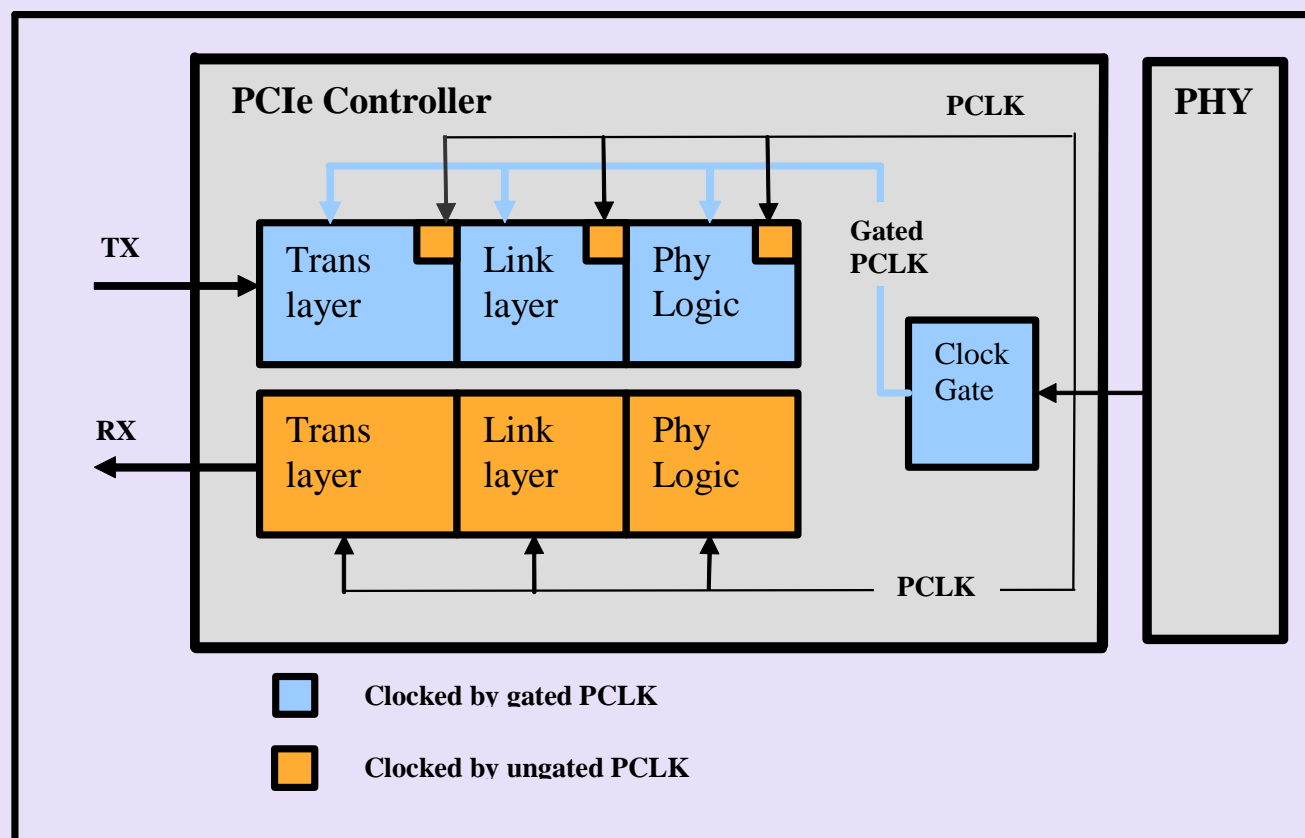 PCIe Controller
PCLK
PHY
TX
Trans
layer
Link
layer
Phy
Logic
Gated
PCLK
Clock
Gate
RX
Trans
layer
Link
layer
Phy
Logic
PCLK
Clocked by gated PCLK
Clocked by ungated PCLK